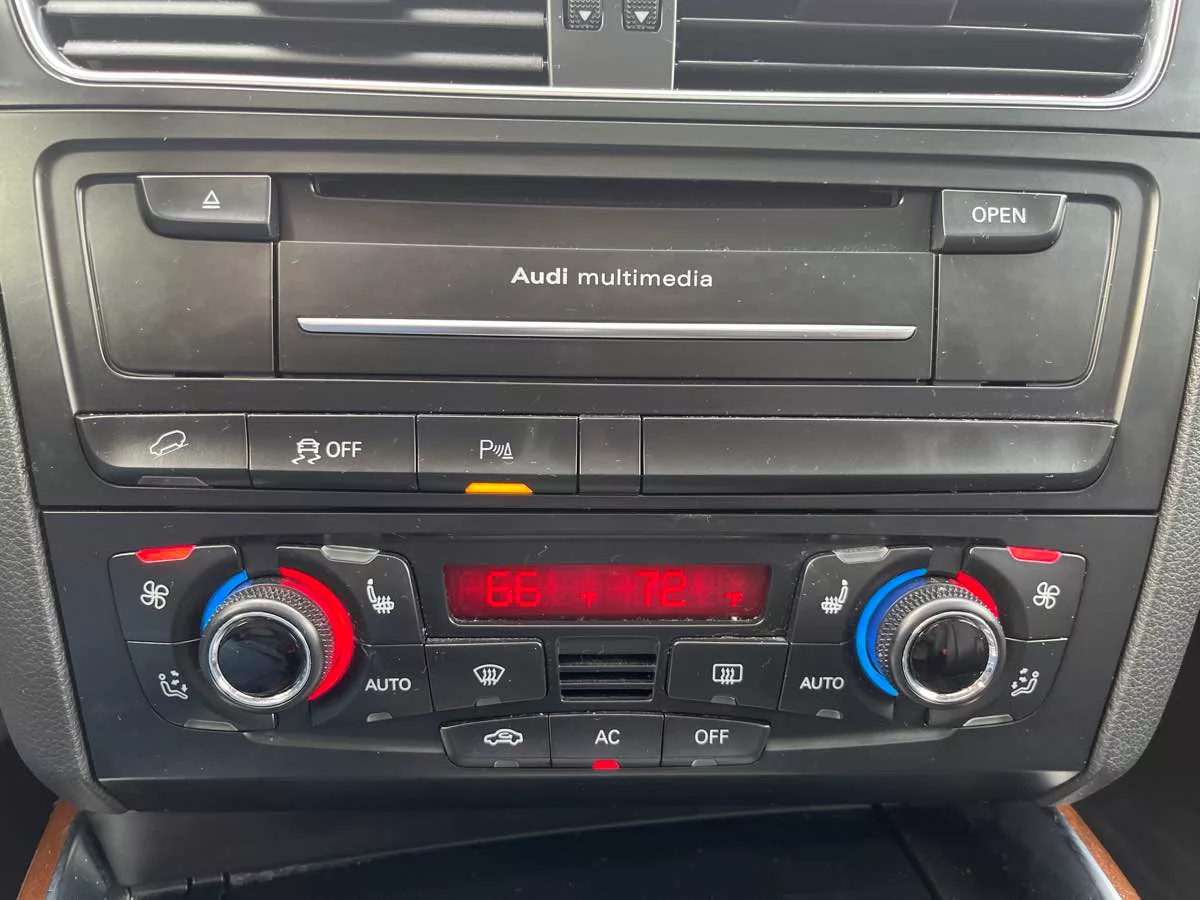 OPEN
Audi multimedia
OFF
P
66 °F 72 °F
AUTO
AUTO
AC
OFF